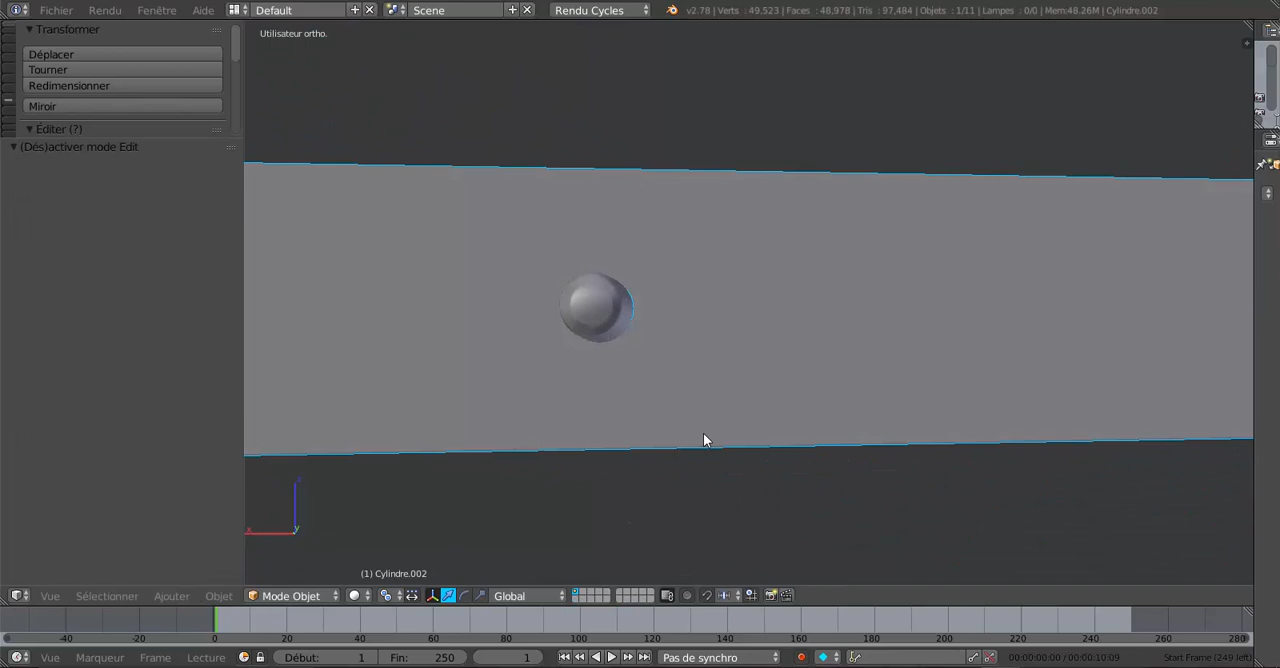 Fichier Rendu Fenêtre Aide Default Scene Rendu Cycles v2.78 | Verts : 49,523 | Faces : 48,978 | Tris : 97,484 | Objets : 1/11 | Lampes : 0/0 | Mem:48.26M | Cylindre.002
Transformer
Utilisateur ortho.
Déplacer
Tourner
Redimensionner
Miroir
Éditer (?)
(Dés)activer mode Edit
x
y
(1) Cylindre.002
Vue Sélectionner Ajouter Objet Mode Objet Global
-40 -20 0 20 40 60 80 100 120 140 160 180 200 220 240 260 280
Vue Marqueur Frame Lecture Début: 1 Fin: 250 1 Pas de synchro 00:00:00:00 / 00:00:10:09 Start Frame (249 left)